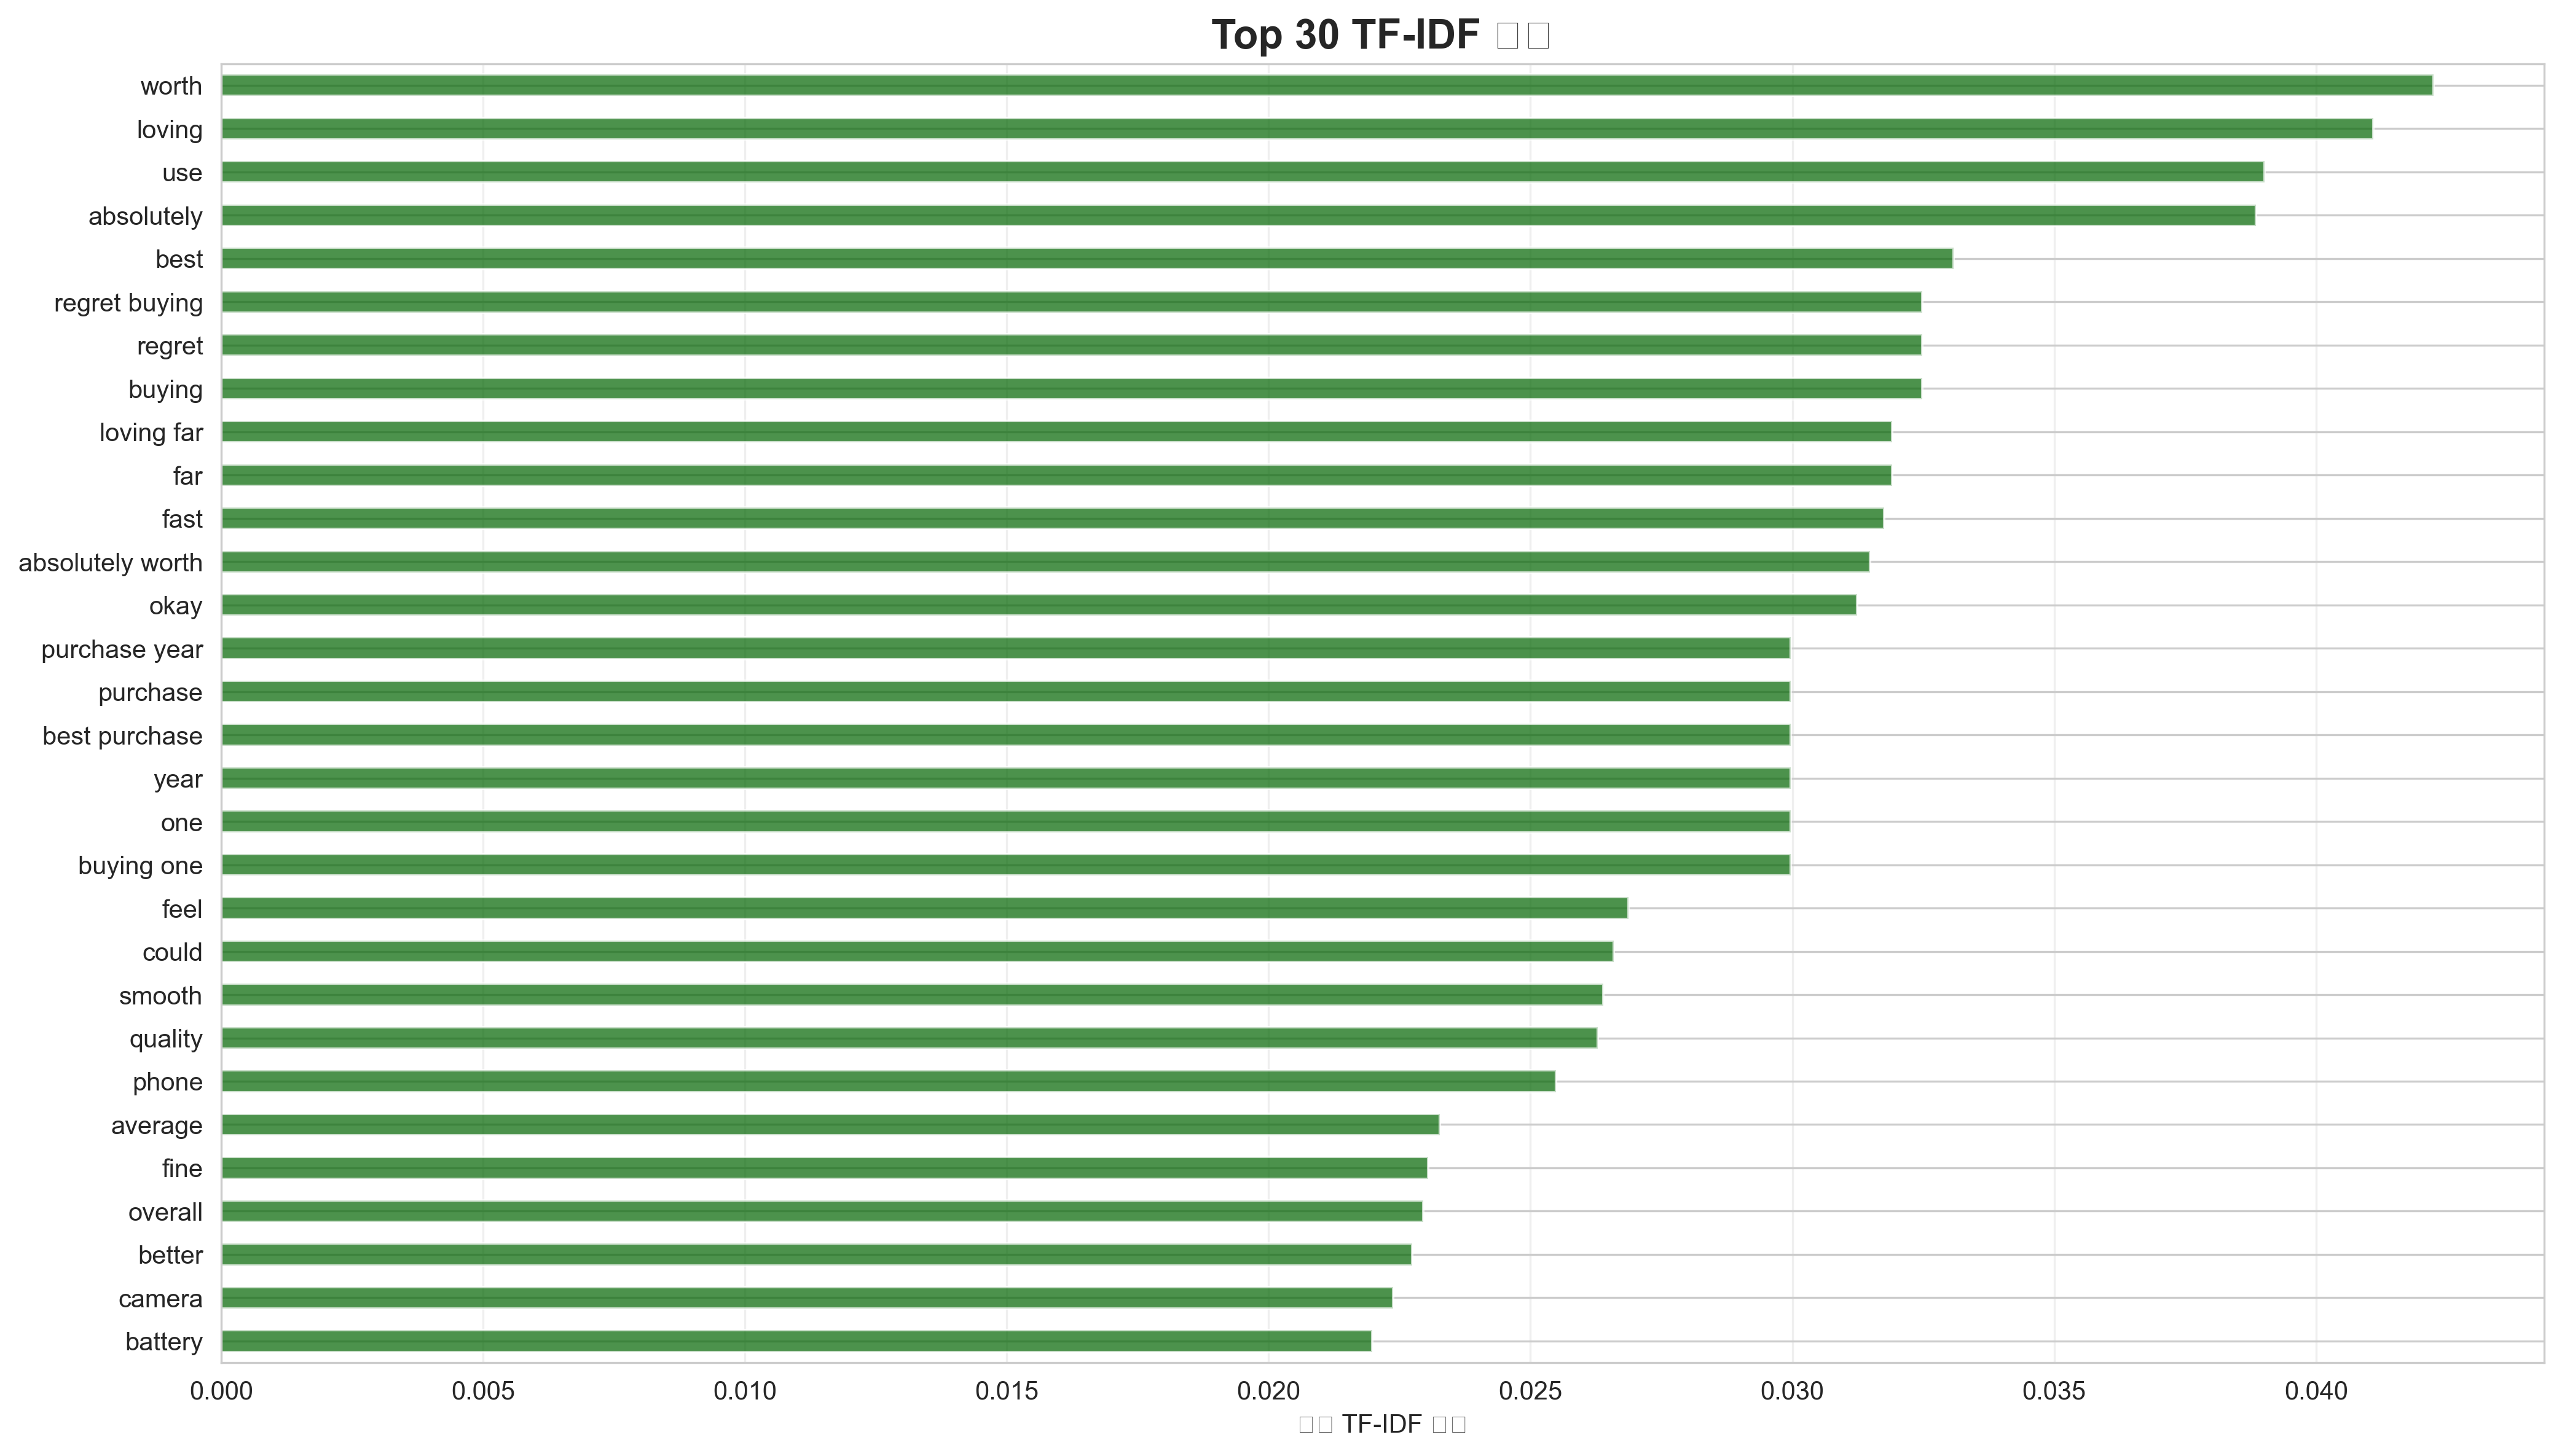 Top 30 TF-IDF
worth
loving
use
absolutely
best
regret buying
regret
buying
loving far
far
fast
absolutely worth
okay
purchase year
purchase
best purchase
year
one
buying one
feel
could
smooth
quality
phone
average
fine
overall
better
camera
battery
0.000 0.005 0.010 0.015 0.020 0.025 0.030 0.035 0.040
TF-IDF